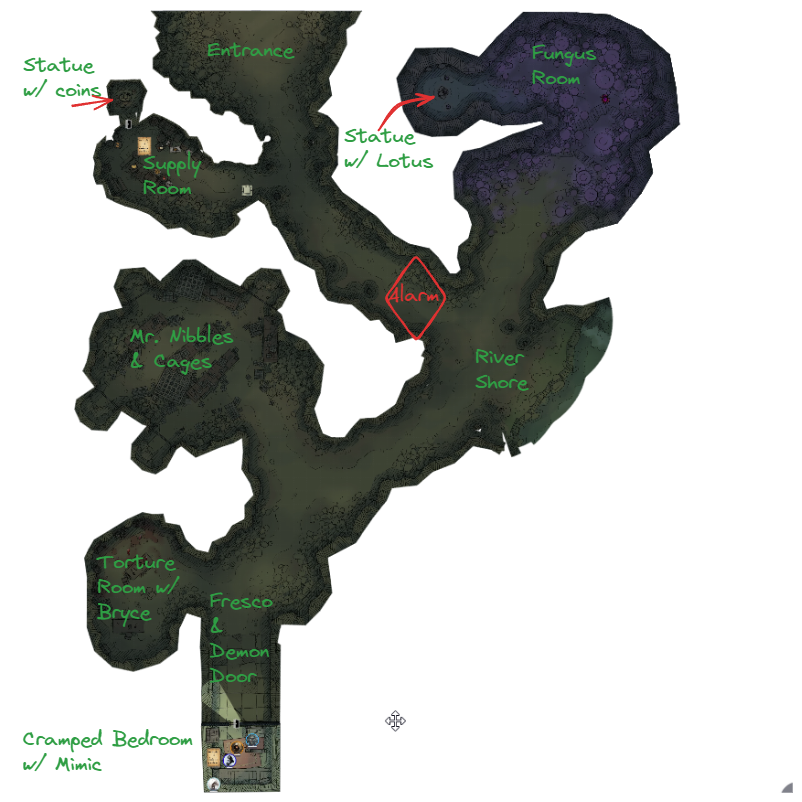 Entrance
Statue
w/ coins
Fungus
Room
Statue
w/ Lotus
Supply
Room
Alarm
Mr. Nibbles
& Cages
River
Shore
Torture
Room w/
Bryce
Fresco
&
Demon
Door
Cramped Bedroom
w/ Mimic